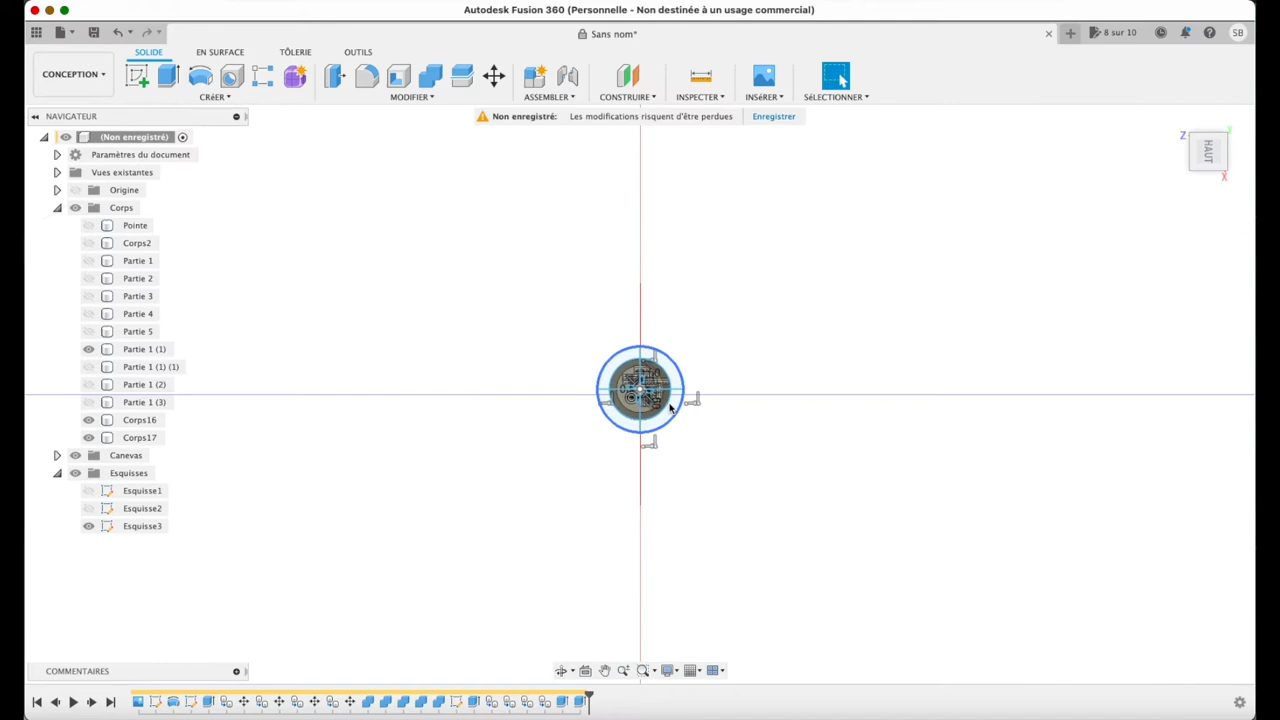 Autodesk Fusion 360 (Personnelle - Non destinée à un usage commercial)
Sans nom*
8 sur 10
SB
SOLIDE
EN SURFACE
TÔLERIE
OUTILS
CONCEPTION
CRÉER
MODIFIER
ASSEMBLER
CONSTRUIRE
INSPECTER
INSÉRER
SÉLECTIONNER
NAVIGATEUR
Non enregistré:
Les modifications risquent d'être perdues
Enregistrer
(Non enregistré)
Paramètres du document
Vues existantes
Origine
Corps
Pointe
Corps2
Partie 1
Partie 2
Partie 3
Partie 4
Partie 5
Partie 1 (1)
Partie 1 (1) (1)
Partie 1 (2)
Partie 1 (3)
Corps16
Corps17
Canevas
Esquisses
Esquisse1
Esquisse2
Esquisse3
Z
HAUT
X
COMMENTAIRES